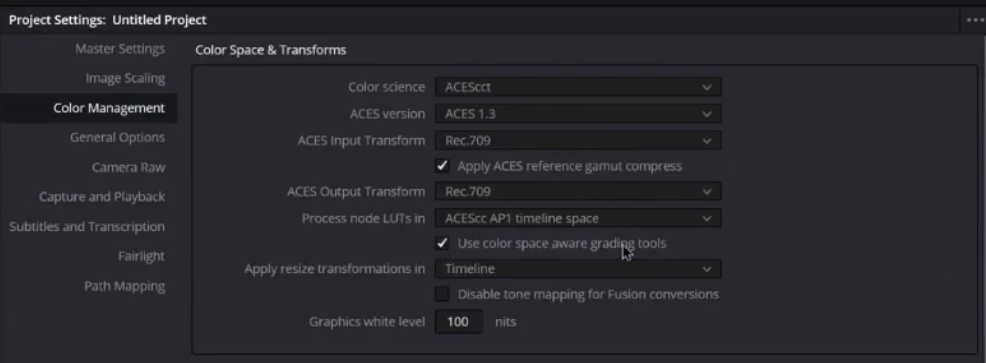 Project Settings: Untitled Project
Master Settings
Image Scaling
Color Management
General Options
Camera Raw
Capture and Playback
Subtitles and Transcription
Fairlight
Path Mapping
Color Space & Transforms
Color science ACEScct
ACES version ACES 1.3
ACES Input Transform Rec.709
Apply ACES reference gamut compress
ACES Output Transform Rec.709
Process node LUTs in ACEScc AP1 timeline space
Use color space aware grading tools
Apply resize transformations in Timeline
Disable tone mapping for Fusion conversions
Graphics white level 100 nits